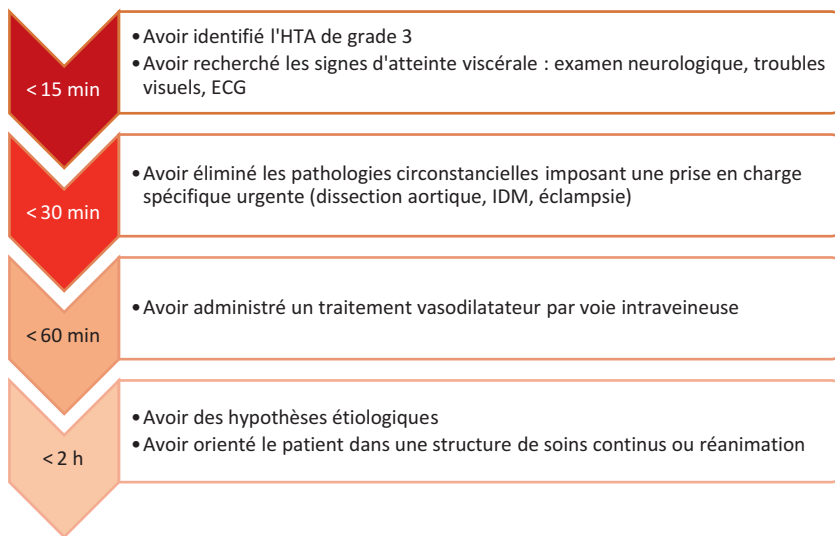 < 15 min
•Avoir identifié l'HTA de grade 3
•Avoir recherché les signes d'atteinte viscérale : examen neurologique, troubles
visuels, ECG
< 30 min
•Avoir éliminé les pathologies circonstancielles imposant une prise en charge
spécifique urgente (dissection aortique, IDM, éclampsie)
< 60 min
•Avoir administré un traitement vasodilatateur par voie intraveineuse
< 2 h
•Avoir des hypothèses étiologiques
•Avoir orienté le patient dans une structure de soins continus ou réanimation